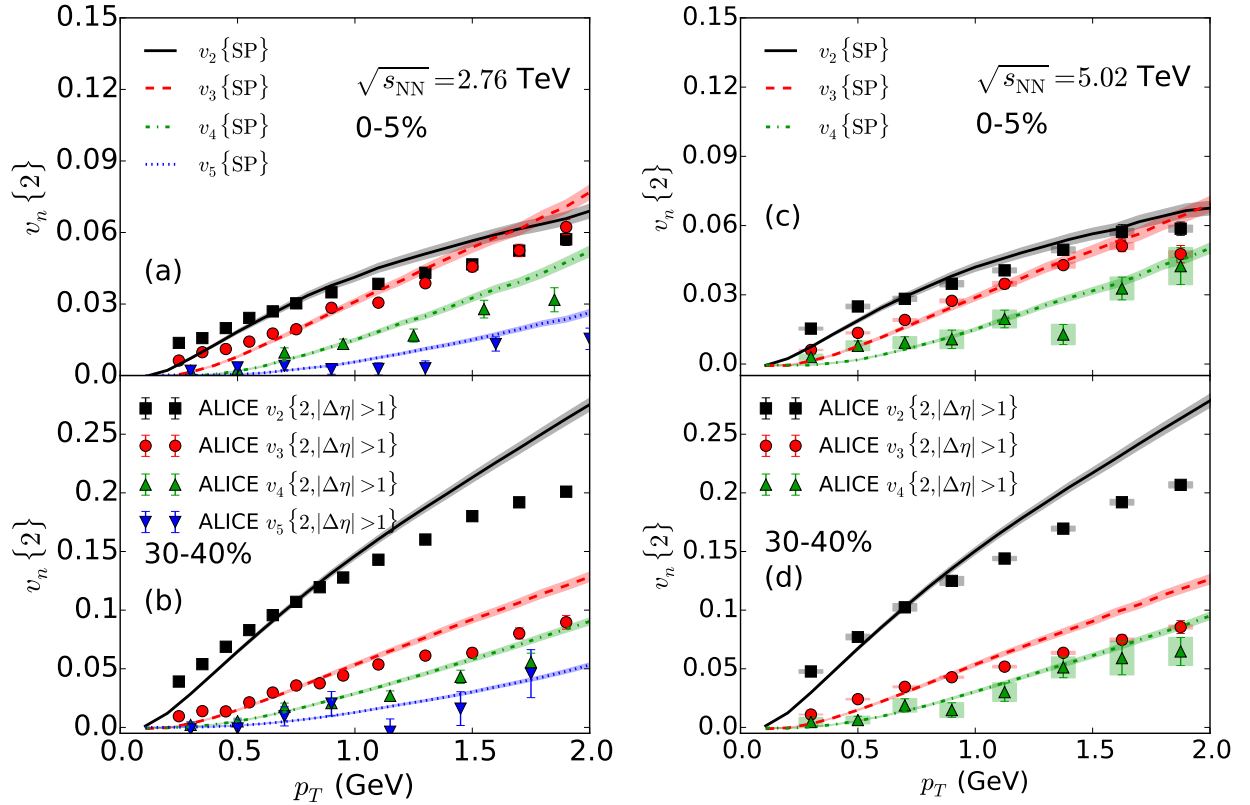 0.15
0.12
0.09
0.06
0.03
0.0
v_n {2}
v_2{SP}
v_3{SP}
v_4{SP}
v_5{SP}
√s_NN = 2.76 TeV
0-5%
(a)
0.15
0.12
0.09
0.06
0.03
0.0
v_n {2}
v_2{SP}
v_3{SP}
v_4{SP}
√s_NN = 5.02 TeV
0-5%
(c)
0.25
0.2
0.15
0.1
0.05
0.0
v_n {2}
ALICE v_2{2,|Δη|>1}
ALICE v_3{2,|Δη|>1}
ALICE v_4{2,|Δη|>1}
ALICE v_5{2,|Δη|>1}
30-40%
(b)
0.0 0.5 1.0 1.5 2.0
p_T (GeV)
0.25
0.2
0.15
0.1
0.05
0.0
v_n {2}
ALICE v_2{2,|Δη|>1}
ALICE v_3{2,|Δη|>1}
ALICE v_4{2,|Δη|>1}
30-40%
(d)
0.0 0.5 1.0 1.5 2.0
p_T (GeV)